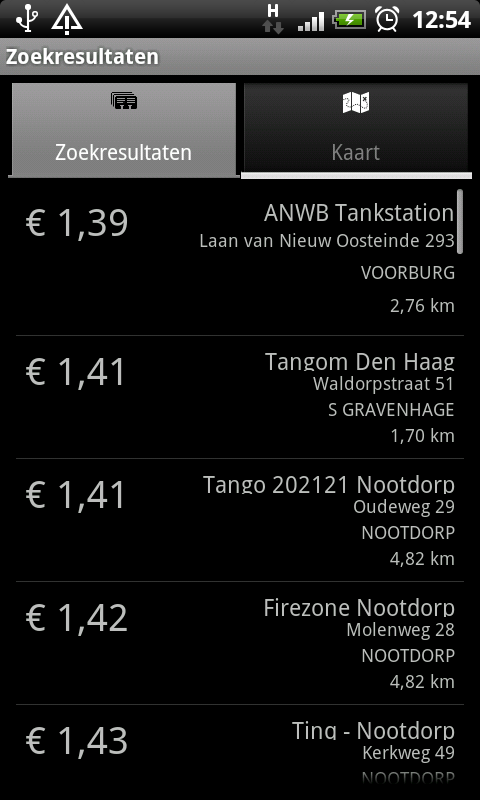 H
12:54
Zoekresultaten
Zoekresultaten
Kaart
€ 1,39
ANWB Tankstation
Laan van Nieuw Oosteinde 293
VOORBURG
2,76 km
€ 1,41
Tangom Den Haag
Waldorpstraat 51
S GRAVENHAGE
1,70 km
€ 1,41
Tango 202121 Nootdorp
Oudeweg 29
NOOTDORP
4,82 km
€ 1,42
Firezone Nootdorp
Molenweg 28
NOOTDORP
4,82 km
€ 1,43
Tinq - Nootdorp
Kerkweg 49
NOOTDORP